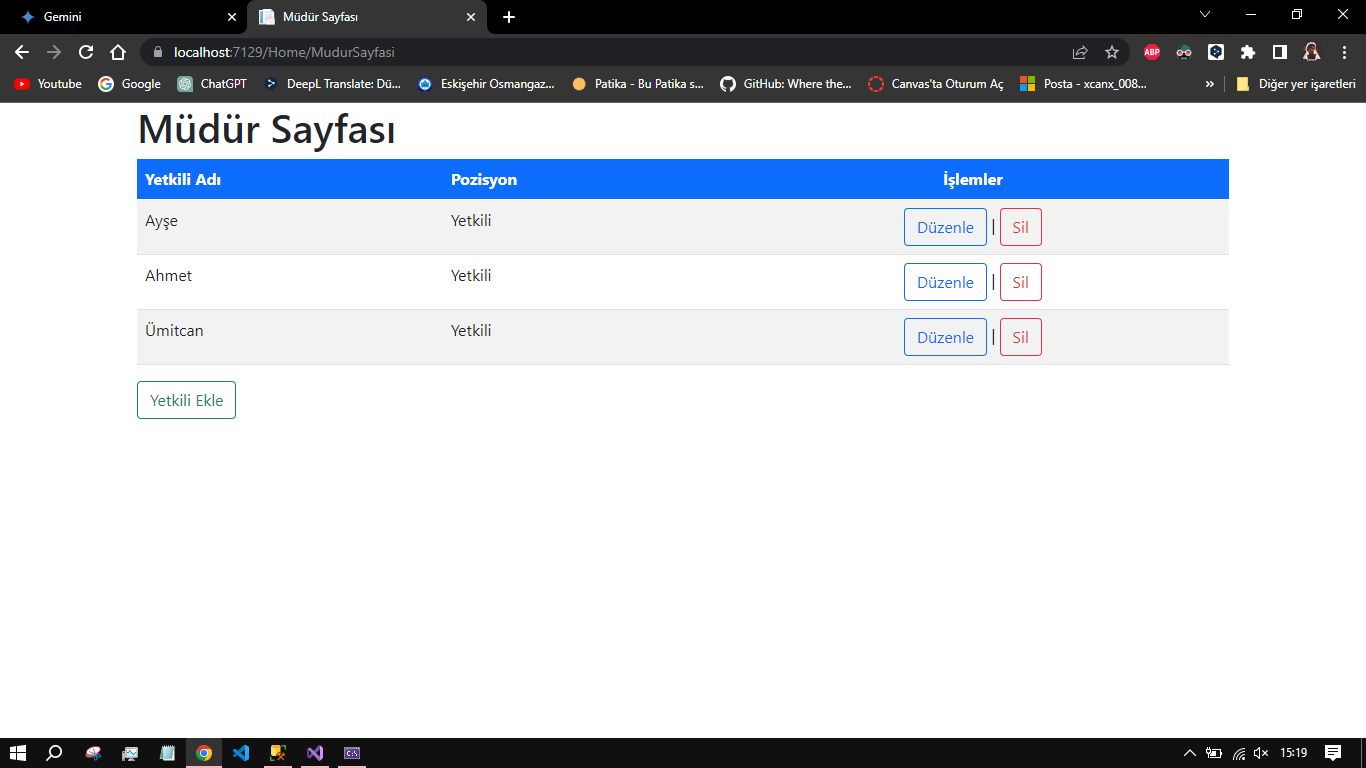 Gemini
Müdür Sayfası
localhost:7129/Home/MudurSayfasi
ABP
Youtube
Google
ChatGPT
DeepL Translate: Dü...
Eskişehir Osmangaz...
Patika - Bu Patika s...
GitHub: Where the...
Canvas'ta Oturum Aç
Posta - xcanx_008...
»
Diğer yer işaretleri
Müdür Sayfası
Yetkili Adı Pozisyon İşlemler
Ayşe Yetkili Düzenle | Sil
Ahmet Yetkili Düzenle | Sil
Ümitcan Yetkili Düzenle | Sil
Yetkili Ekle
15:19